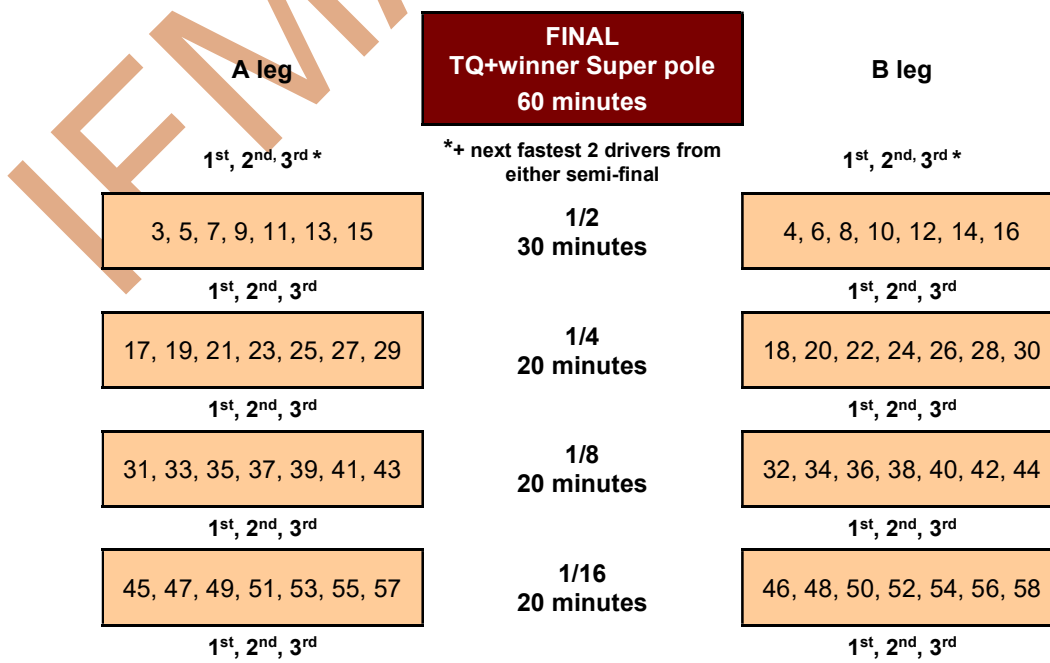 IFMA
FINAL
TQ+winner Super pole
60 minutes
A leg
B leg
1st, 2nd, 3rd *
*+ next fastest 2 drivers from
either semi-final
1st, 2nd, 3rd *
3, 5, 7, 9, 11, 13, 15
1/2
30 minutes
4, 6, 8, 10, 12, 14, 16
1st, 2nd, 3rd
1st, 2nd, 3rd
17, 19, 21, 23, 25, 27, 29
1/4
20 minutes
18, 20, 22, 24, 26, 28, 30
1st, 2nd, 3rd
1st, 2nd, 3rd
31, 33, 35, 37, 39, 41, 43
1/8
20 minutes
32, 34, 36, 38, 40, 42, 44
1st, 2nd, 3rd
1st, 2nd, 3rd
45, 47, 49, 51, 53, 55, 57
1/16
20 minutes
46, 48, 50, 52, 54, 56, 58
1st, 2nd, 3rd
1st, 2nd, 3rd